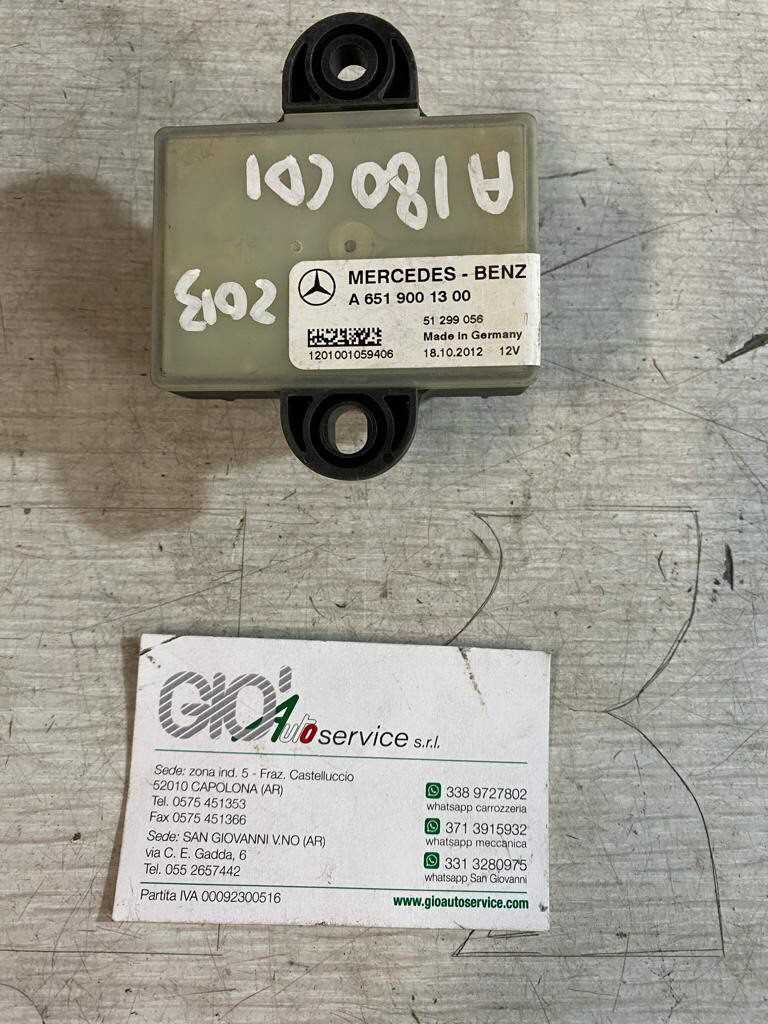 A180 CDI
2013
MERCEDES - BENZ
A 651 900 13 00
51 299 056
Made in Germany
1201001059406 18.10.2012 12V
GIO' Auto service s.r.l.
Sede: zona ind. 5 - Fraz. Castelluccio
52010 CAPOLONA (AR)
Tel. 0575 451353
Fax 0575 451366
Sede: SAN GIOVANNI V.NO (AR)
via C. E. Gadda, 6
Tel. 055 2657442
Partita IVA 00092300516
338 9727802
whatsapp carrozzeria
371 3915932
whatsapp meccanica
331 3280975
whatsapp San Giovanni
www.gioautoservice.com